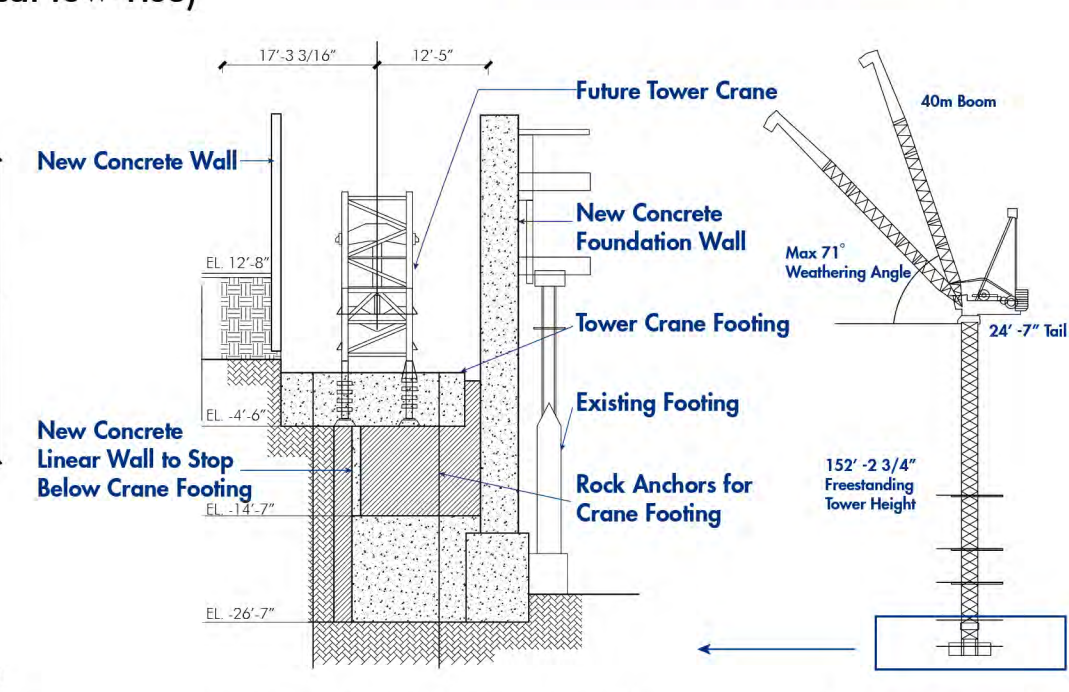 17'-3 3/16"
12'-5"
Future Tower Crane
40m Boom
New Concrete Wall
New Concrete
Foundation Wall
Max 71°
Weathering Angle
EL. 12'-8"
Tower Crane Footing
24' -7" Tail
Existing Footing
EL. -4'-6"
New Concrete
Linear Wall to Stop
Below Crane Footing
152' -2 3/4"
Freestanding
Tower Height
Rock Anchors for
Crane Footing
EL. -14'-7"
EL. -26'-7"